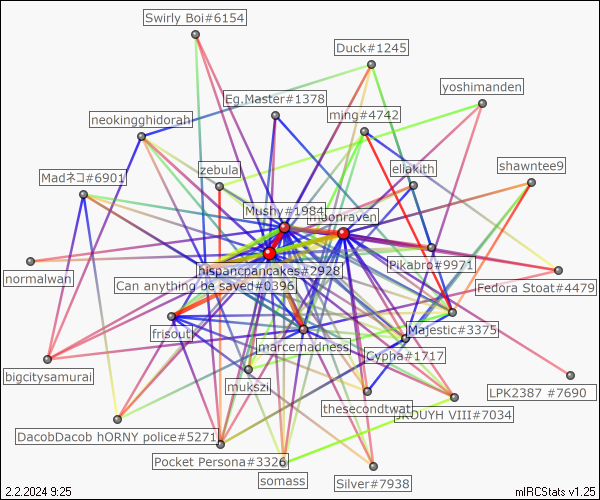 Swirly Boi#6154
Duck#1245
yoshimanden
Eg.Master#1378
ming#4742
neokingghidorah
zebula
eliakith
shawntee9
Madネコ#6901
Mushy#1984
moonraven
hispancpancakes#2928
Pikabro#9971
normalwan
Can anything be saved#0396
Fedora Stoat#4479
frisouti
Majestic#3375
marcemadness
Cypha#1717
bigcitysamurai
mukszi
LPK2387 #7690
thesecondtwat
JKOUYH VIII#7034
DacobDacob hORNY police#5271
Pocket Persona#3326
somass
Silver#7938
2.2.2024 9:25
mIRCStats v1.25